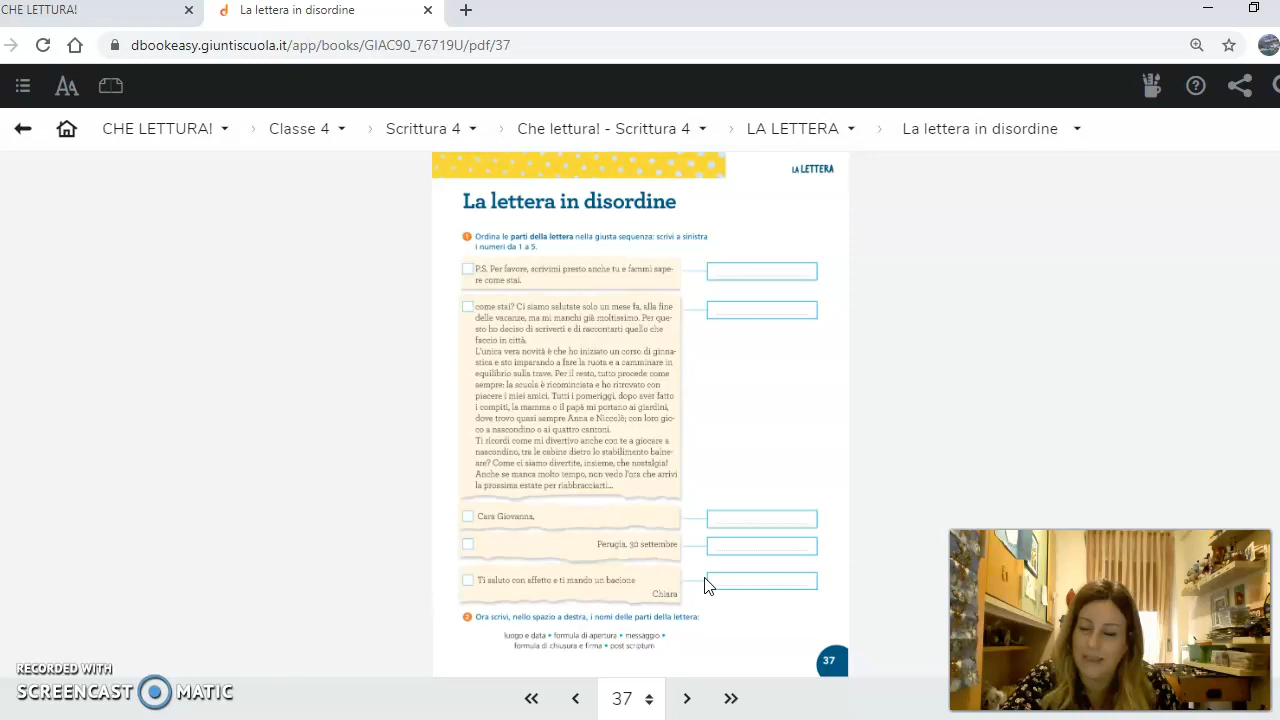 CHE LETTURA!
La lettera in disordine
dbookeasy.giuntiscuola.it/app/books/GIAC90_76719U/pdf/37
CHE LETTURA!
Classe 4
Scrittura 4
Che lettura! - Scrittura 4
LA LETTERA
La lettera in disordine
LA LETTERA
La lettera in disordine
1 Ordina le parti della lettera nella giusta sequenza: scrivi a sinistra
i numeri da 1 a 5.
P.S. Per favore, scrivimi presto anche tu e fammi sape-
re come stai.
come stai? Ci siamo salutate solo un mese fa, alla fine
delle vacanze, ma mi manchi già moltissimo. Per que-
sto ho deciso di scriverti e di raccontarti quello che
faccio in città.
L'unica vera novità è che ho iniziato un corso di ginna-
stica e sto imparando a fare la ruota e a camminare in
equilibrio sulla trave. Per il resto, tutto procede come
sempre: la scuola è ricominciata e ho ritrovato con
piacere i miei amici. Tutti i pomeriggi, dopo aver fatto
i compiti, la mamma o il papà mi portano ai giardini,
dove trovo quasi sempre Anna e Niccolò; con loro gio-
co a nascondino o ai quattro cantoni.
Ti ricordi come mi divertivo anche con te a giocare a
nascondino, tra le cabine dietro lo stabilimento balne-
are? Come ci siamo divertite, insieme, che nostalgia!
Anche se manca molto tempo, non vedo l'ora che arrivi
la prossima estate per riabbracciarti...
Cara Giovanna,
Perugia, 30 settembre
Ti saluto con affetto e ti mando un bacione
Chiara
2 Ora scrivi, nello spazio a destra, i nomi delle parti della lettera:
luogo e data • formula di apertura • messaggio •
formula di chiusura e firma • post scriptum
37
RECORDED WITH
SCREENCAST MATIC
37